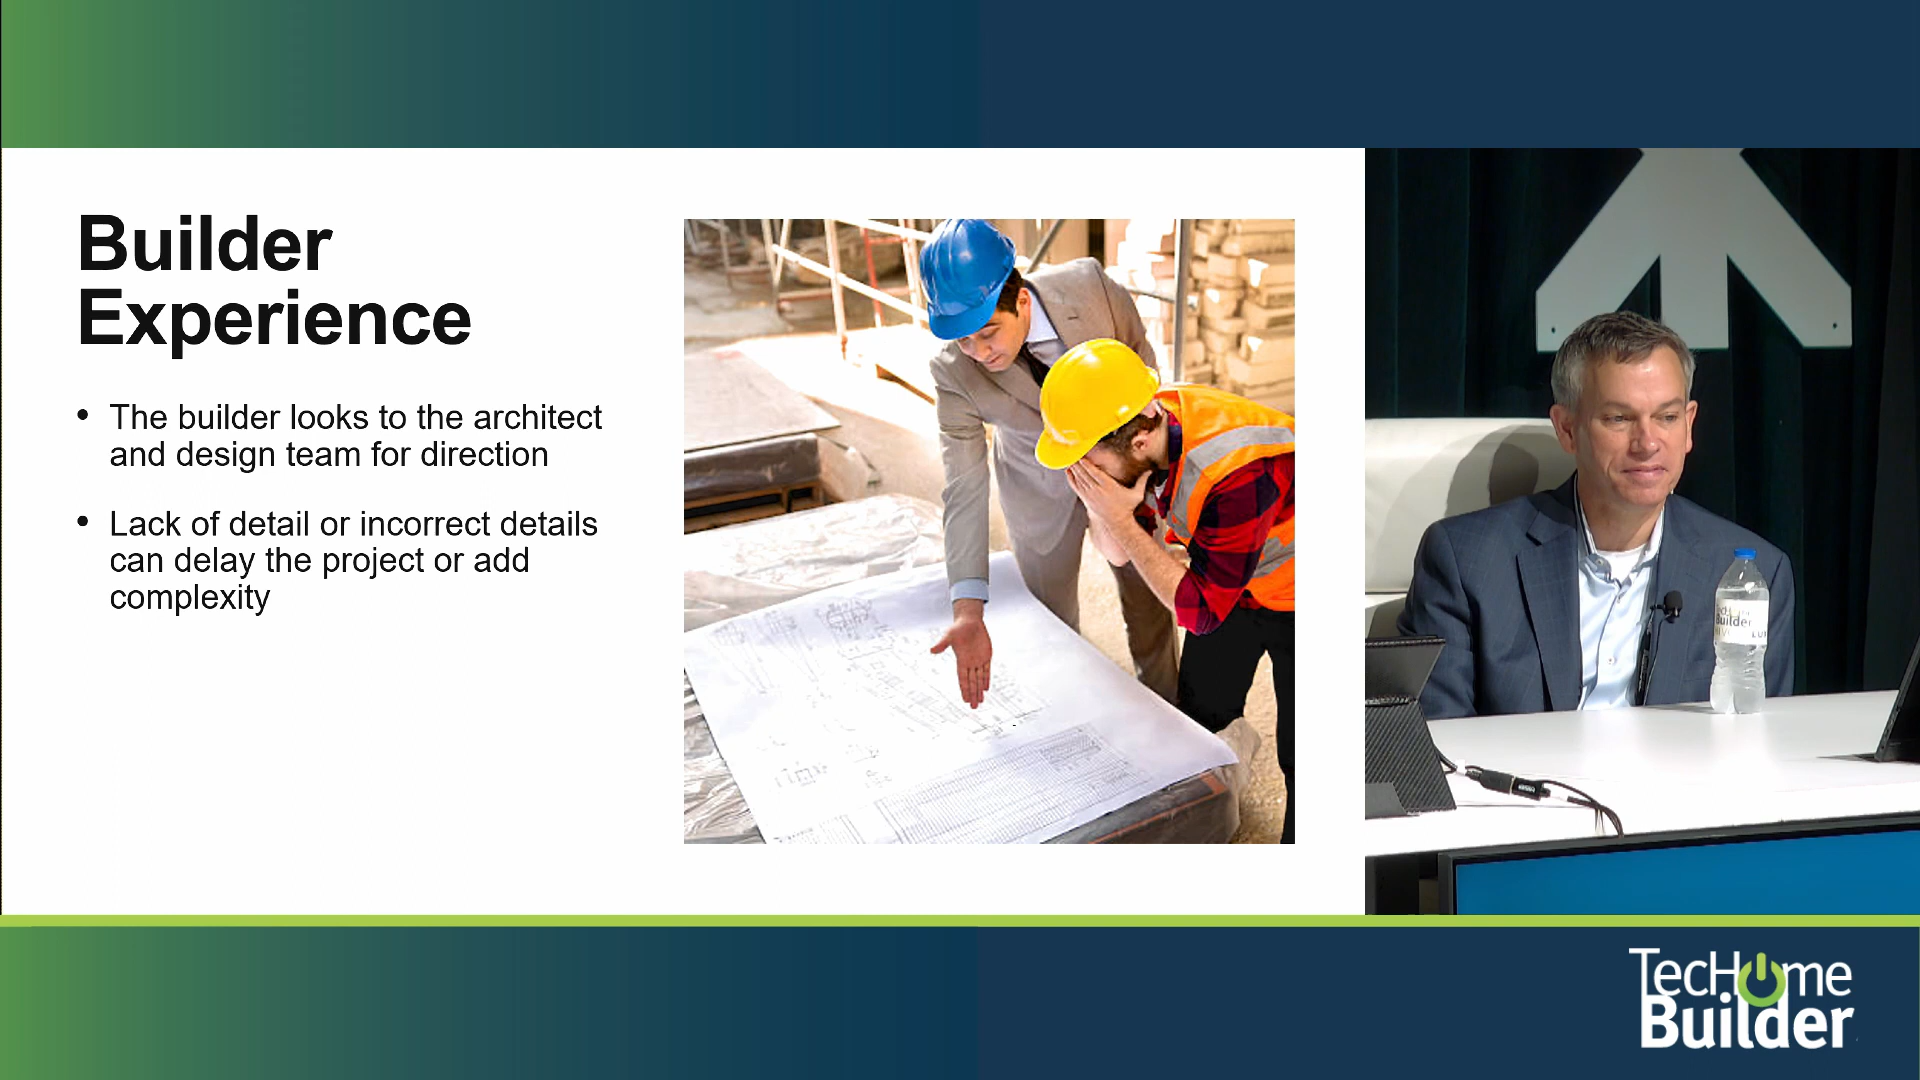 Builder
Experience
• The builder looks to the architect
and design team for direction
• Lack of detail or incorrect details
can delay the project or add
complexity
Builder
TecHome
Builder